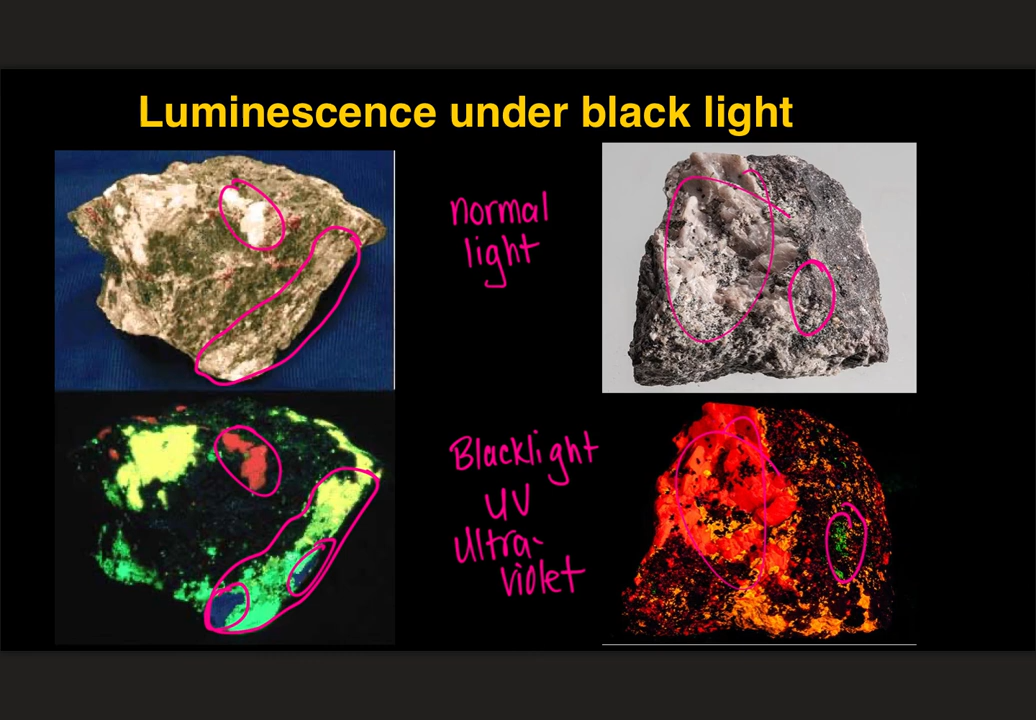 Luminescence under black light
normal
light
Blacklight
UV
Ultra-
violet